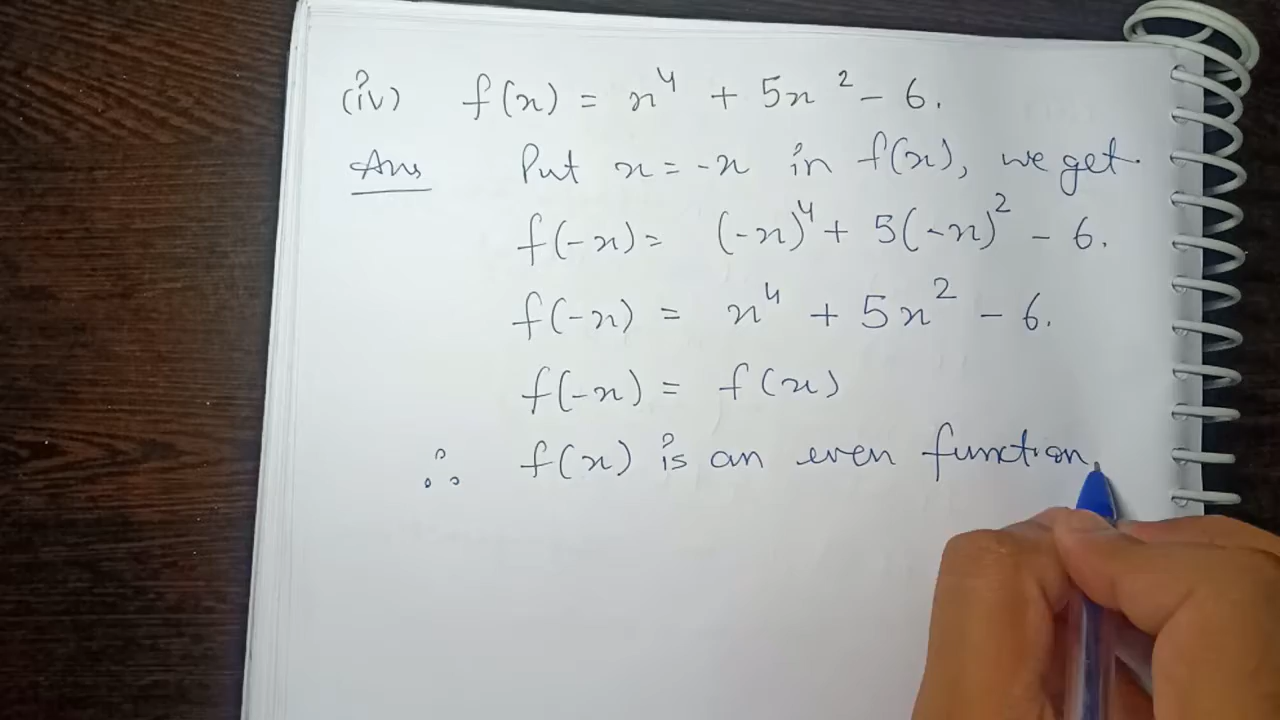 (iv) f(x) = x⁴ + 5x² - 6.
Ans Put x = -x in f(x), we get.
f(-x) = (-x)⁴ + 5(-x)² - 6.
f(-x) = x⁴ + 5x² - 6.
f(-x) = f(x)
∴ f(x) is an even function.